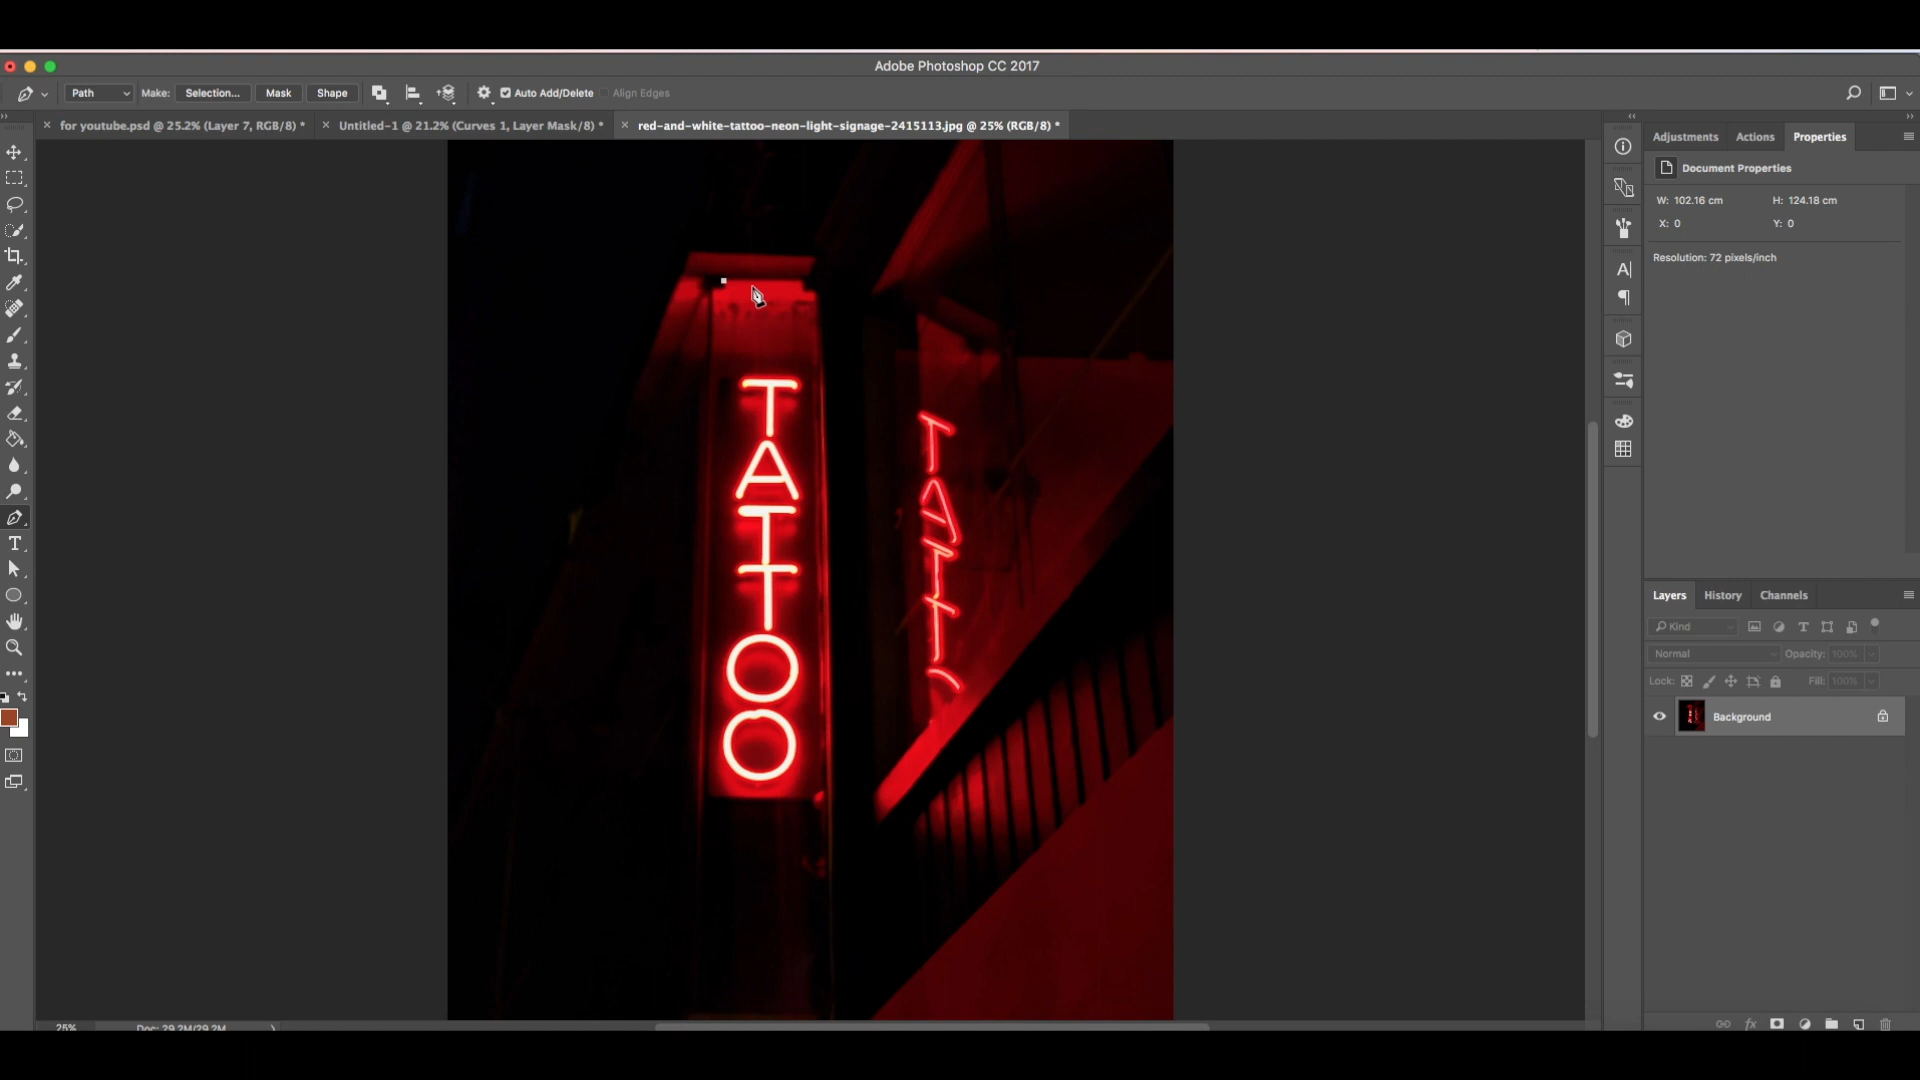 Adobe Photoshop CC 2017
Path Make: Selection... Mask Shape Auto Add/Delete Align Edges
for youtube.psd @ 25.2% (Layer 7, RGB/8) * Untitled-1 @ 21.2% (Curves 1, Layer Mask/8) * red-and-white-tattoo-neon-light-signage-2415113.jpg @ 25% (RGB/8) *
Adjustments Actions Properties
Document Properties
W: 102.16 cm H: 124.18 cm
X: 0 Y: 0
Resolution: 72 pixels/inch
TATTOO
TATT
Layers History Channels
Kind
Normal Opacity: 100%
Lock: Fill: 100%
Background
25% Doc: 29.2M/29.2M